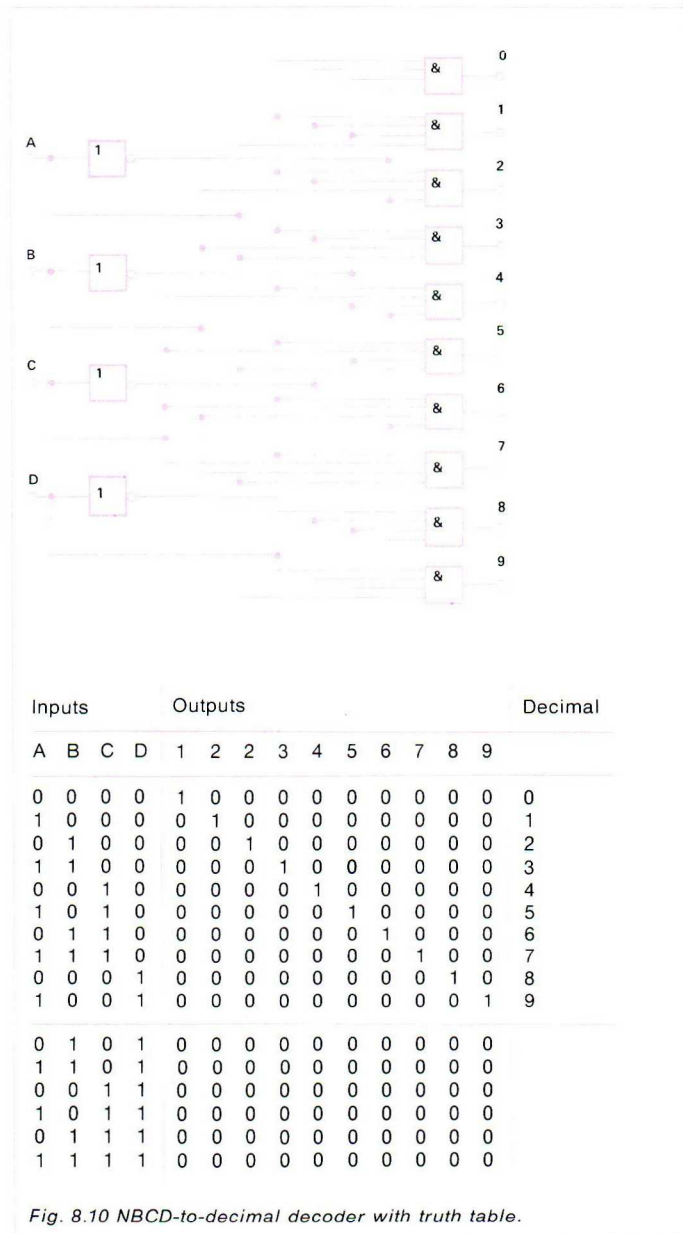 0
&
1
&
A
1
2
&
3
&
B
1
4
&
5
&
C
1
6
&
7
&
D
1
8
&
9
&
Inputs Outputs Decimal
A B C D 1 2 2 3 4 5 6 7 8 9
0 0 0 0 1 0 0 0 0 0 0 0 0 0 0
1 0 0 0 0 1 0 0 0 0 0 0 0 0 1
0 1 0 0 0 0 1 0 0 0 0 0 0 0 2
1 1 0 0 0 0 0 1 0 0 0 0 0 0 3
0 0 1 0 0 0 0 0 1 0 0 0 0 0 4
1 0 1 0 0 0 0 0 0 1 0 0 0 0 5
0 1 1 0 0 0 0 0 0 0 1 0 0 0 6
1 1 1 0 0 0 0 0 0 0 0 1 0 0 7
0 0 0 1 0 0 0 0 0 0 0 0 1 0 8
1 0 0 1 0 0 0 0 0 0 0 0 0 1 9
0 1 0 1 0 0 0 0 0 0 0 0 0 0
1 1 0 1 0 0 0 0 0 0 0 0 0 0
0 0 1 1 0 0 0 0 0 0 0 0 0 0
1 0 1 1 0 0 0 0 0 0 0 0 0 0
0 1 1 1 0 0 0 0 0 0 0 0 0 0
1 1 1 1 0 0 0 0 0 0 0 0 0 0
Fig. 8.10 NBCD-to-decimal decoder with truth table.